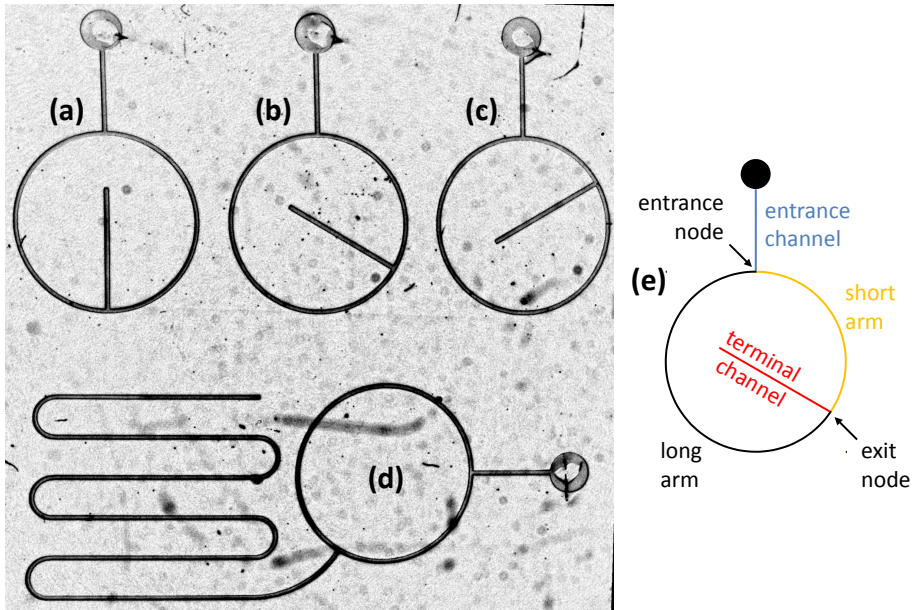 (a)
(b)
(c)
(d)
entrance
node
entrance
channel
(e)
short
arm
terminal
channel
long
arm
exit
node